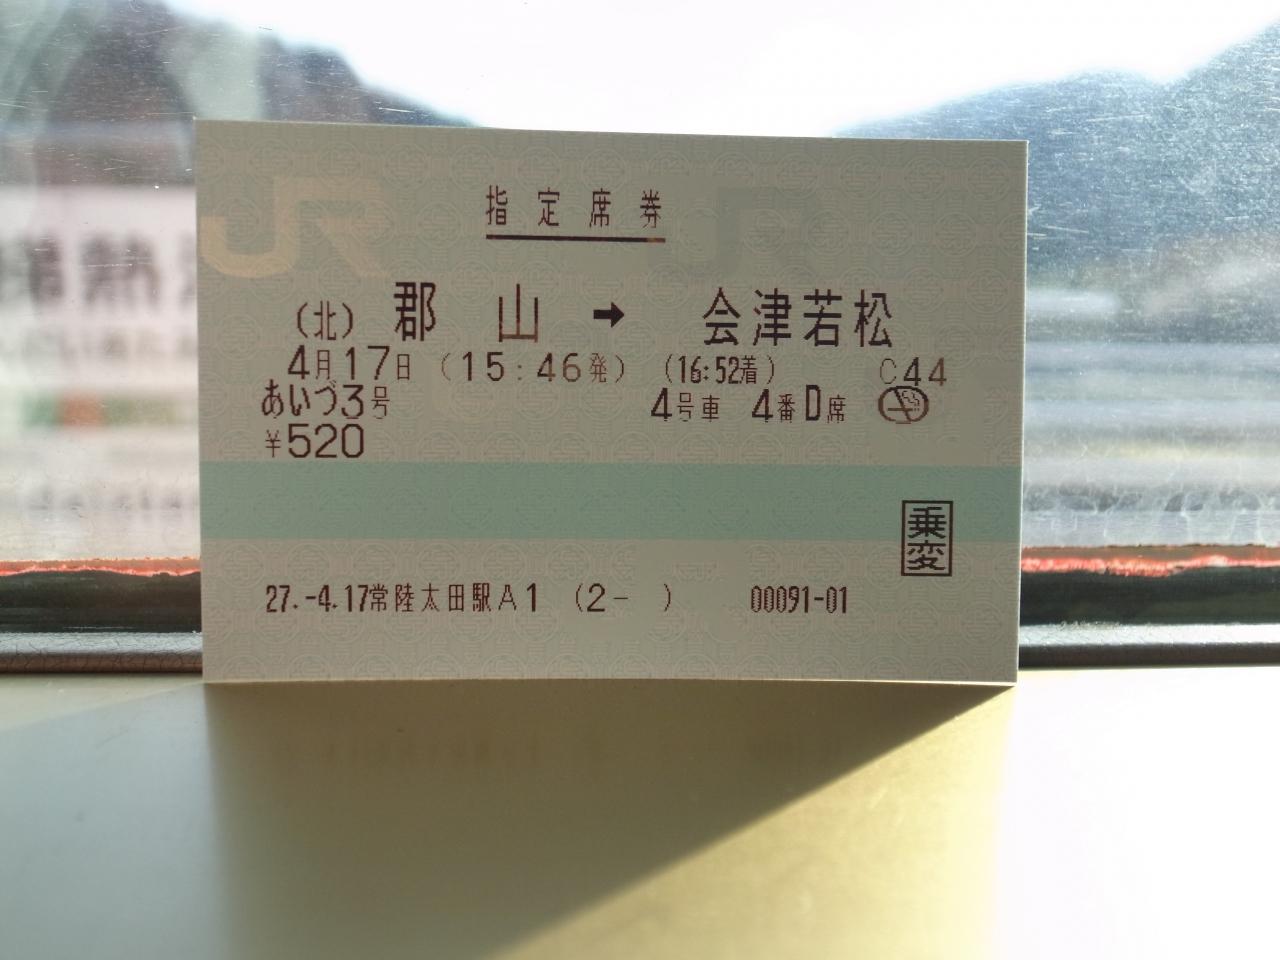 JR JR
指定席券
(北) 郡山 → 会津若松
4月17日 (15:46発) (16:52着) C44
あいづ3号 4号車 4番D席
¥520
乗変
27.-4.17常陸太田駅A1 (2- ) 00091-01